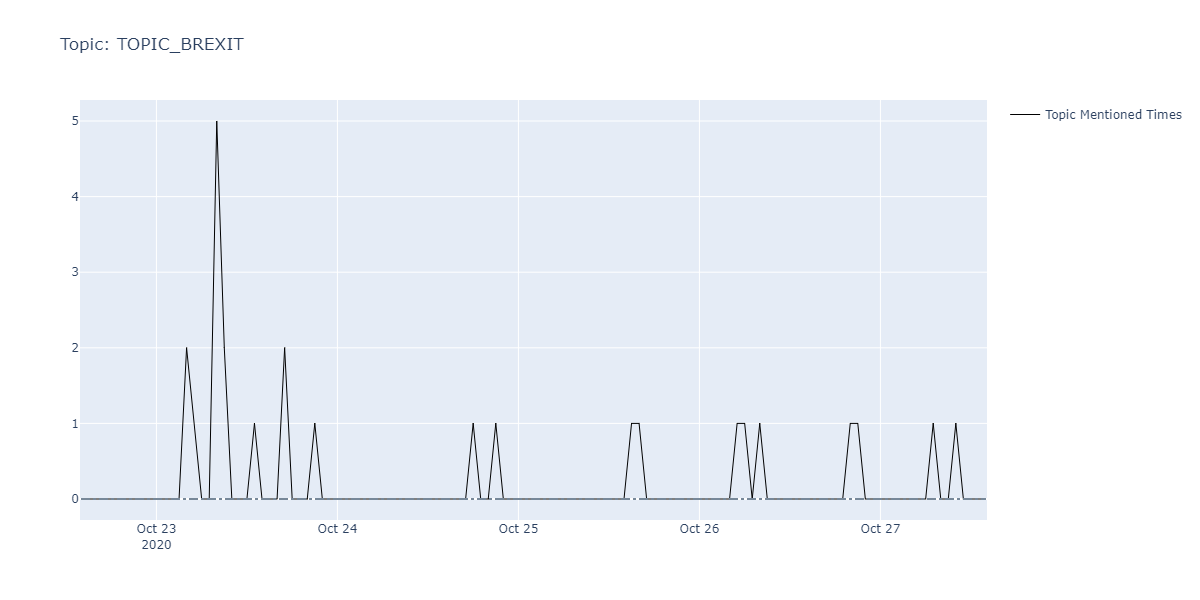 Topic: TOPIC_BREXIT
Topic Mentioned Times
5
4
3
2
1
0
Oct 23
2020
Oct 24
Oct 25
Oct 26
Oct 27